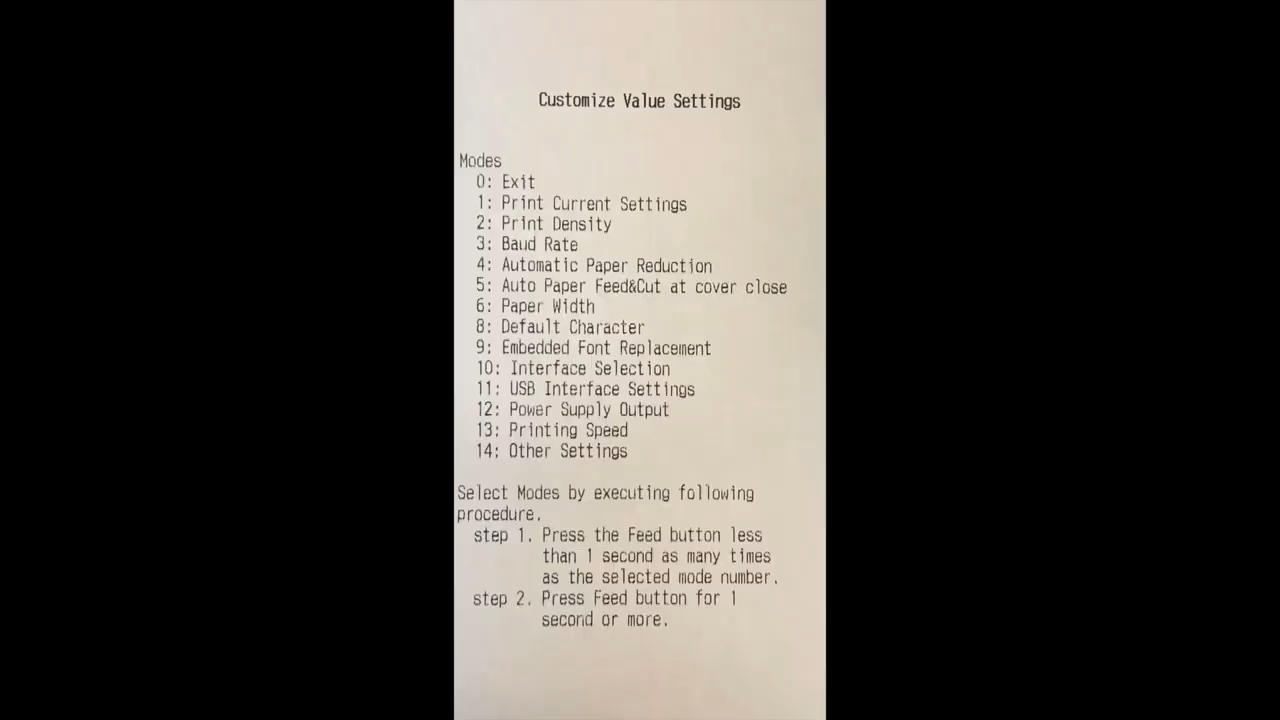 Customize Value Settings
Modes
0: Exit
1: Print Current Settings
2: Print Density
3: Baud Rate
4: Automatic Paper Reduction
5: Auto Paper Feed&Cut at cover close
6: Paper Width
8: Default Character
9: Embedded Font Replacement
10: Interface Selection
11: USB Interface Settings
12: Power Supply Output
13: Printing Speed
14: Other Settings
Select Modes by executing following
procedure.
step 1. Press the Feed button less
than 1 second as many times
as the selected mode number.
step 2. Press Feed button for 1
second or more.